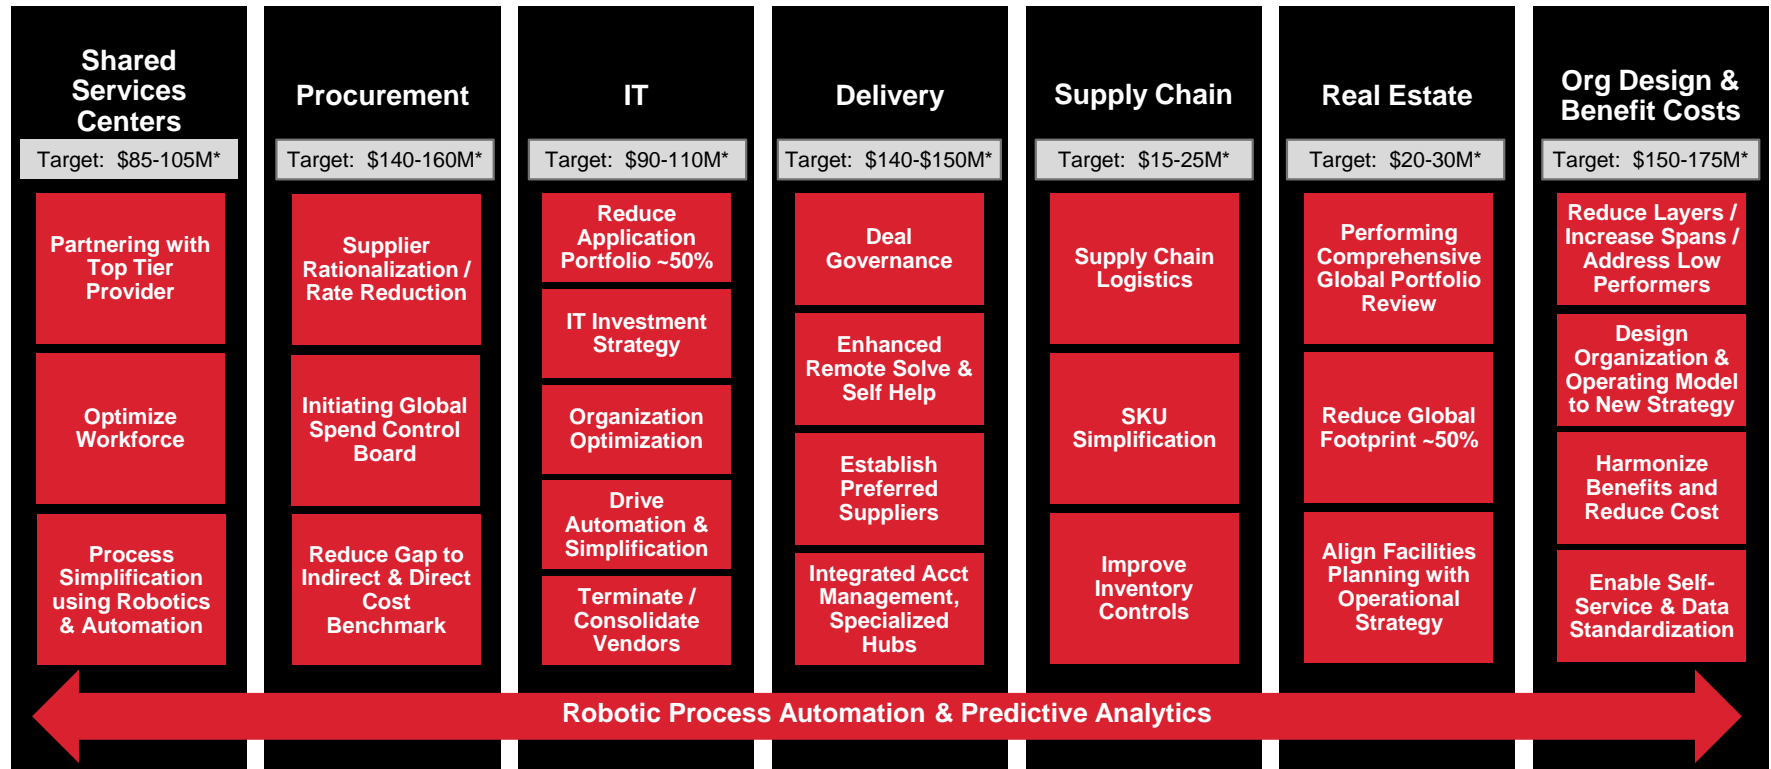 Shared
Services
Centers
Target:  $85-105M*
Partnering with
Top Tier
Provider
Optimize
Workforce
Process
Simplification
using Robotics
& Automation
Procurement
Target:  $140-160M*
Supplier
Rationalization /
Rate Reduction
Initiating Global
Spend Control
Board
Reduce Gap to
Indirect & Direct
Cost
Benchmark
IT
Target:  $90-110M*
Reduce
Application
Portfolio ~50%
IT Investment
Strategy
Organization
Optimization
Drive
Automation &
Simplification
Terminate /
Consolidate
Vendors
Delivery
Target:  $140-$150M*
Deal
Governance
Enhanced
Remote Solve &
Self Help
Establish
Preferred
Suppliers
Integrated Acct
Management,
Specialized
Hubs
Supply Chain
Target:  $15-25M*
Supply Chain
Logistics
SKU
Simplification
Improve
Inventory
Controls
Real Estate
Target:  $20-30M*
Performing
Comprehensive
Global Portfolio
Review
Reduce Global
Footprint ~50%
Align Facilities
Planning with
Operational
Strategy
Org Design &
Benefit Costs
Target:  $150-175M*
Reduce Layers /
Increase Spans /
Address Low
Performers
Design
Organization &
Operating Model
to New Strategy
Harmonize
Benefits and
Reduce Cost
Enable Self-
Service & Data
Standardization
Robotic Process Automation & Predictive Analytics